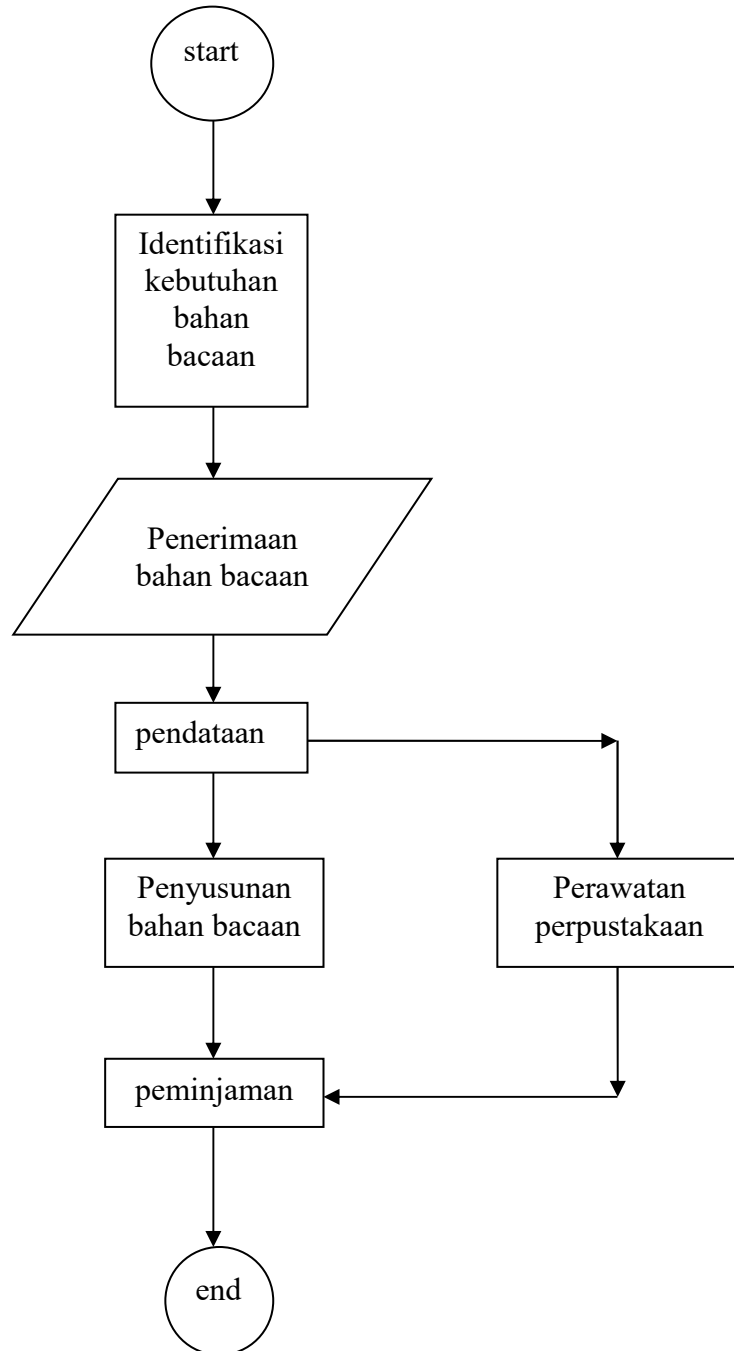 start
Identifikasi
kebutuhan
bahan
bacaan
Penerimaan
bahan bacaan
pendataan
Penyusunan
bahan bacaan
Perawatan
perpustakaan
peminjaman
end